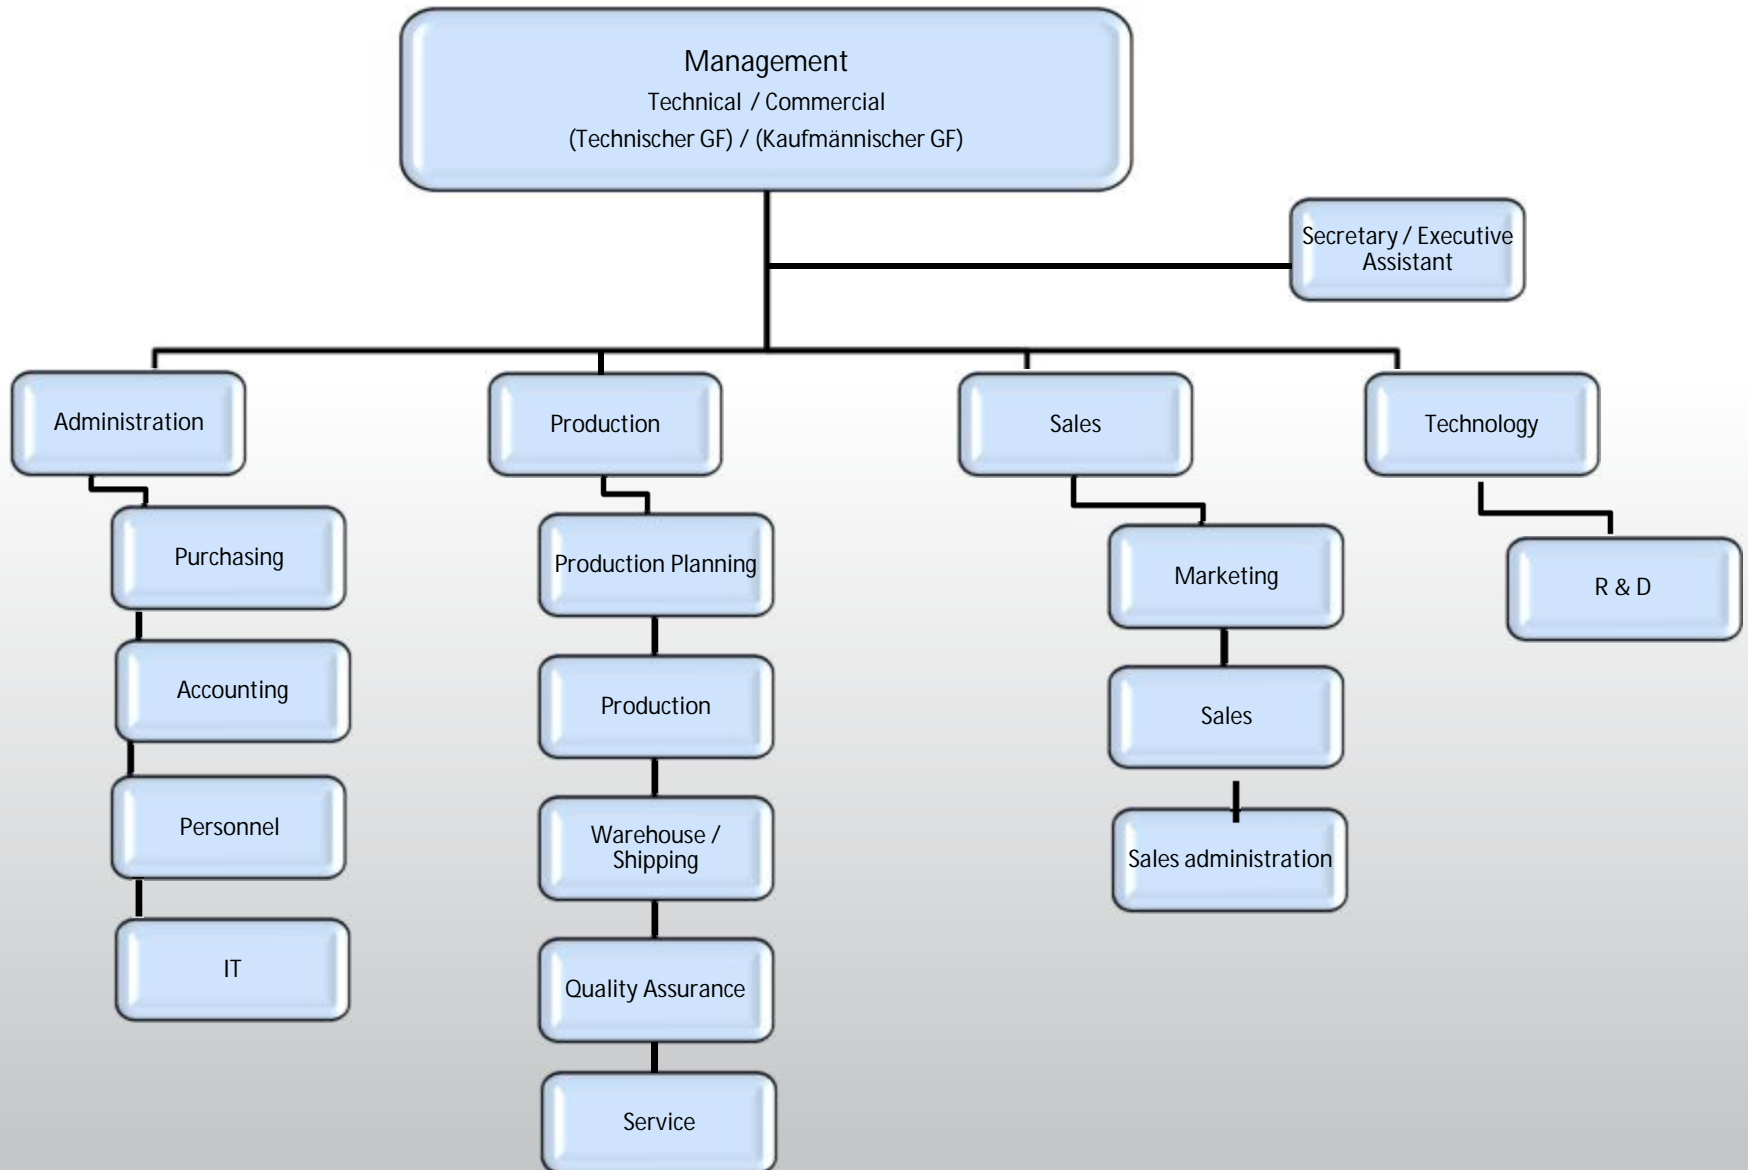 Management
Technical / Commercial
(Technischer GF) / (Kaufmännischer GF)
Secretary / Executive
Assistant
Administration
Production
Sales
Technology
Purchasing
Accounting
Personnel
IT
Production Planning
Production
Warehouse /
Shipping
Quality Assurance
Service
Marketing
Sales
Sales administration
R & D